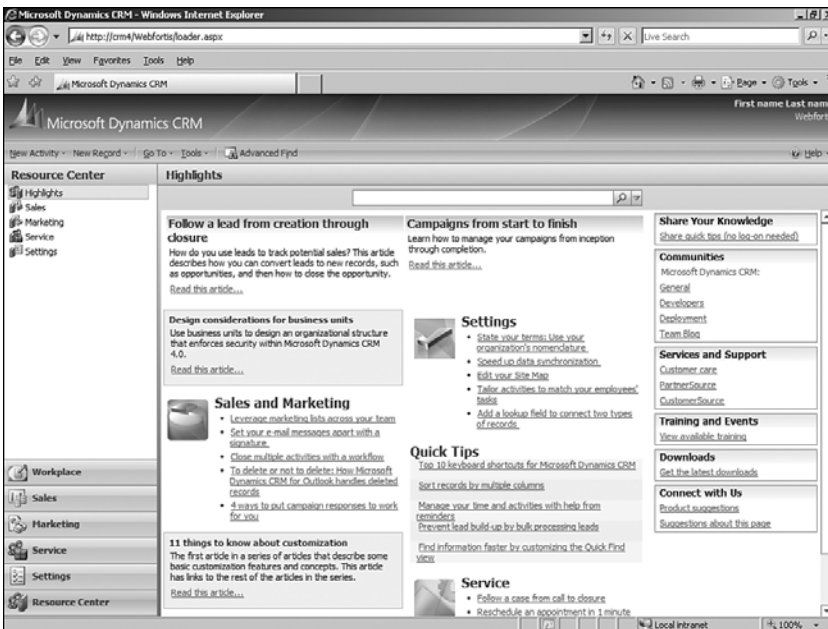 Microsoft Dynamics CRM - Windows Internet Explorer
http://crm4/Webfortis/loader.aspx
Live Search
File Edit View Favorites Tools Help
Microsoft Dynamics CRM
Page Tools
First name Last nam
Webfort
Microsoft Dynamics CRM
New Activity New Record Go To Tools Advanced Find
Help
Resource Center
Highlights
Sales
Marketing
Service
Settings
Workplace
Sales
Marketing
Service
Settings
Resource Center
Highlights
Follow a lead from creation through
closure
How do you use leads to track potential sales? This article
describes how you can convert leads to new records, such
as opportunities, and then how to close the opportunity.
Read this article...
Campaigns from start to finish
Learn how to manage your campaigns from inception
through completion.
Read this article...
Design considerations for business units
Use business units to design an organizational structure
that enforces security within Microsoft Dynamics CRM
4.0.
Read this article...
Settings
State your terms: Use your
organization's nomenclature
Speed up data synchronization
Edit your Site Map
Tailor activities to match your employees'
tasks
Add a lookup field to connect two types
of records
Sales and Marketing
Leverage marketing lists across your team
Set your e-mail messages apart with a
signature
Close multiple activities with a workflow
To delete or not to delete: How Microsoft
Dynamics CRM for Outlook handles deleted
records
4 ways to put campaign responses to work
for you
Quick Tips
Top 10 keyboard shortcuts for Microsoft Dynamics CRM
Sort records by multiple columns
Manage your time and activities with help from
reminders
Prevent lead build-up by bulk processing leads
Find information faster by customizing the Quick Find
view
11 things to know about customization
The first article in a series of articles that describe some
basic customization features and concepts. This article
has links to the rest of the articles in the series.
Read this article...
Service
Follow a case from call to closure
Reschedule an appointment in 1 minute
Share Your Knowledge
Share quick tips (no log-on needed)
Communities
Microsoft Dynamics CRM:
General
Developers
Deployment
Team Blog
Services and Support
Customer care
PartnerSource
CustomerSource
Training and Events
View available training
Downloads
Get the latest downloads
Connect with Us
Product suggestions
Suggestions about this page
Local intranet
100%